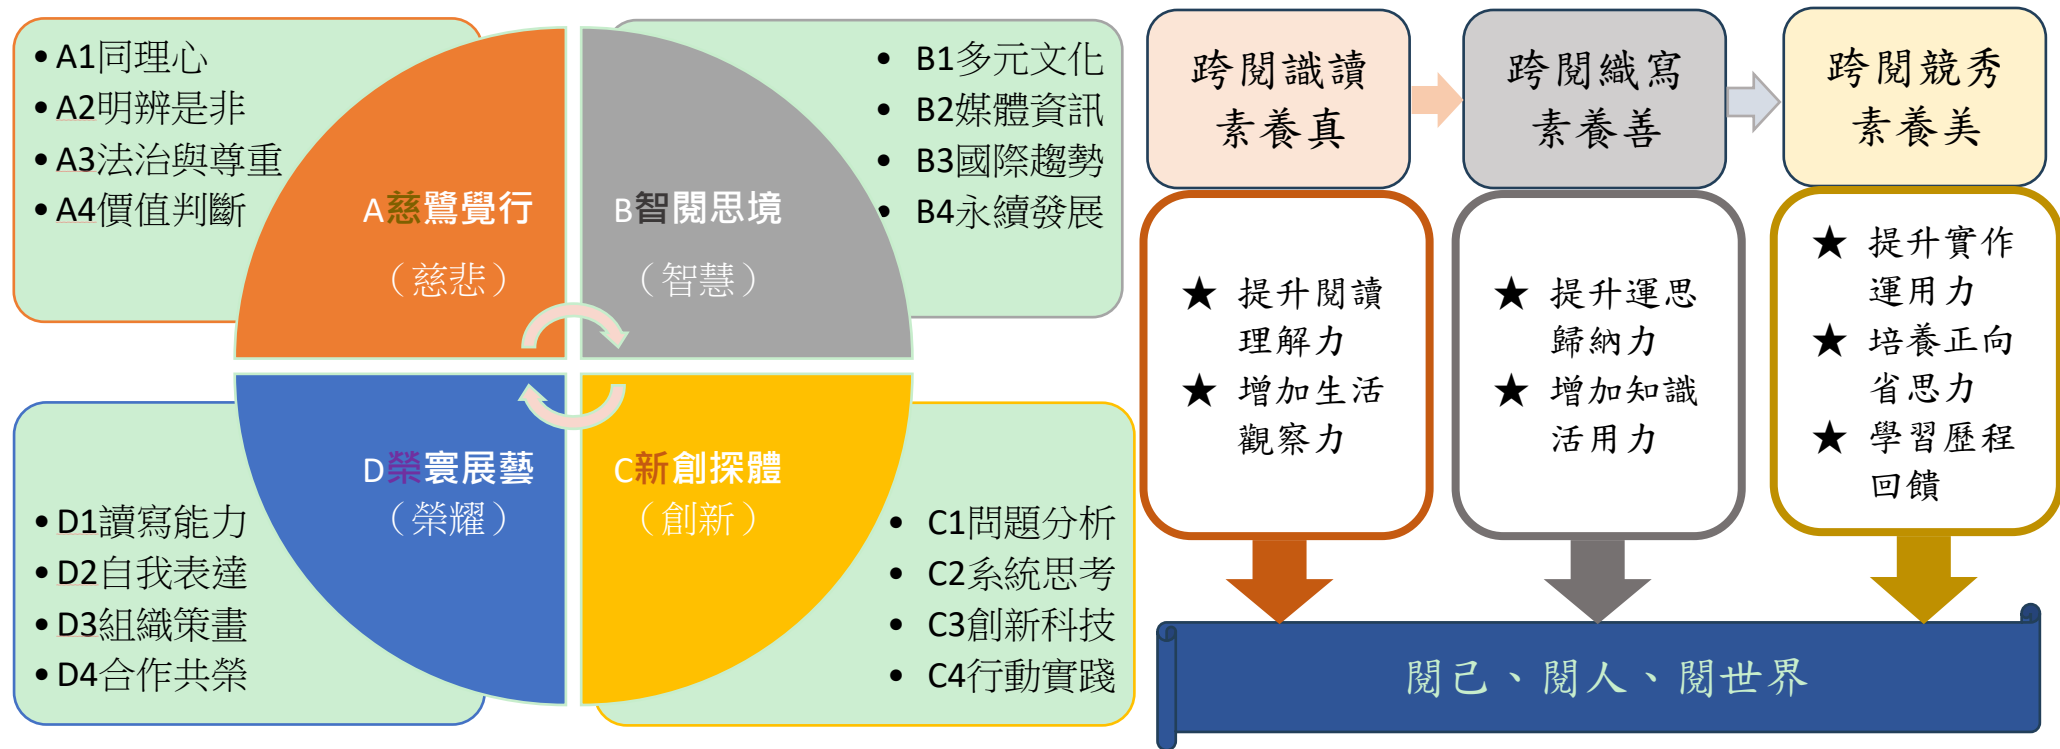 A1同理心
A2明辨是非
A3法治與尊重
A4價值判斷
A慈鷺覺行
（慈悲）
B智閱思境
（智慧）
B1多元文化
B2媒體資訊
B3國際趨勢
B4永續發展
D榮寰展藝
（榮耀）
C新創探體
（創新）
D1讀寫能力
D2自我表達
D3組織策畫
D4合作共榮
C1問題分析
C2系統思考
C3創新科技
C4行動實踐
跨閱識讀
素養真
跨閱織寫
素養善
跨閱競秀
素養美
★ 提升閱讀
理解力
★ 增加生活
觀察力
★ 提升運思
歸納力
★ 增加知識
活用力
★ 提升實作
運用力
★ 培養正向
省思力
★ 學習歷程
回饋
閱己、閱人、閱世界